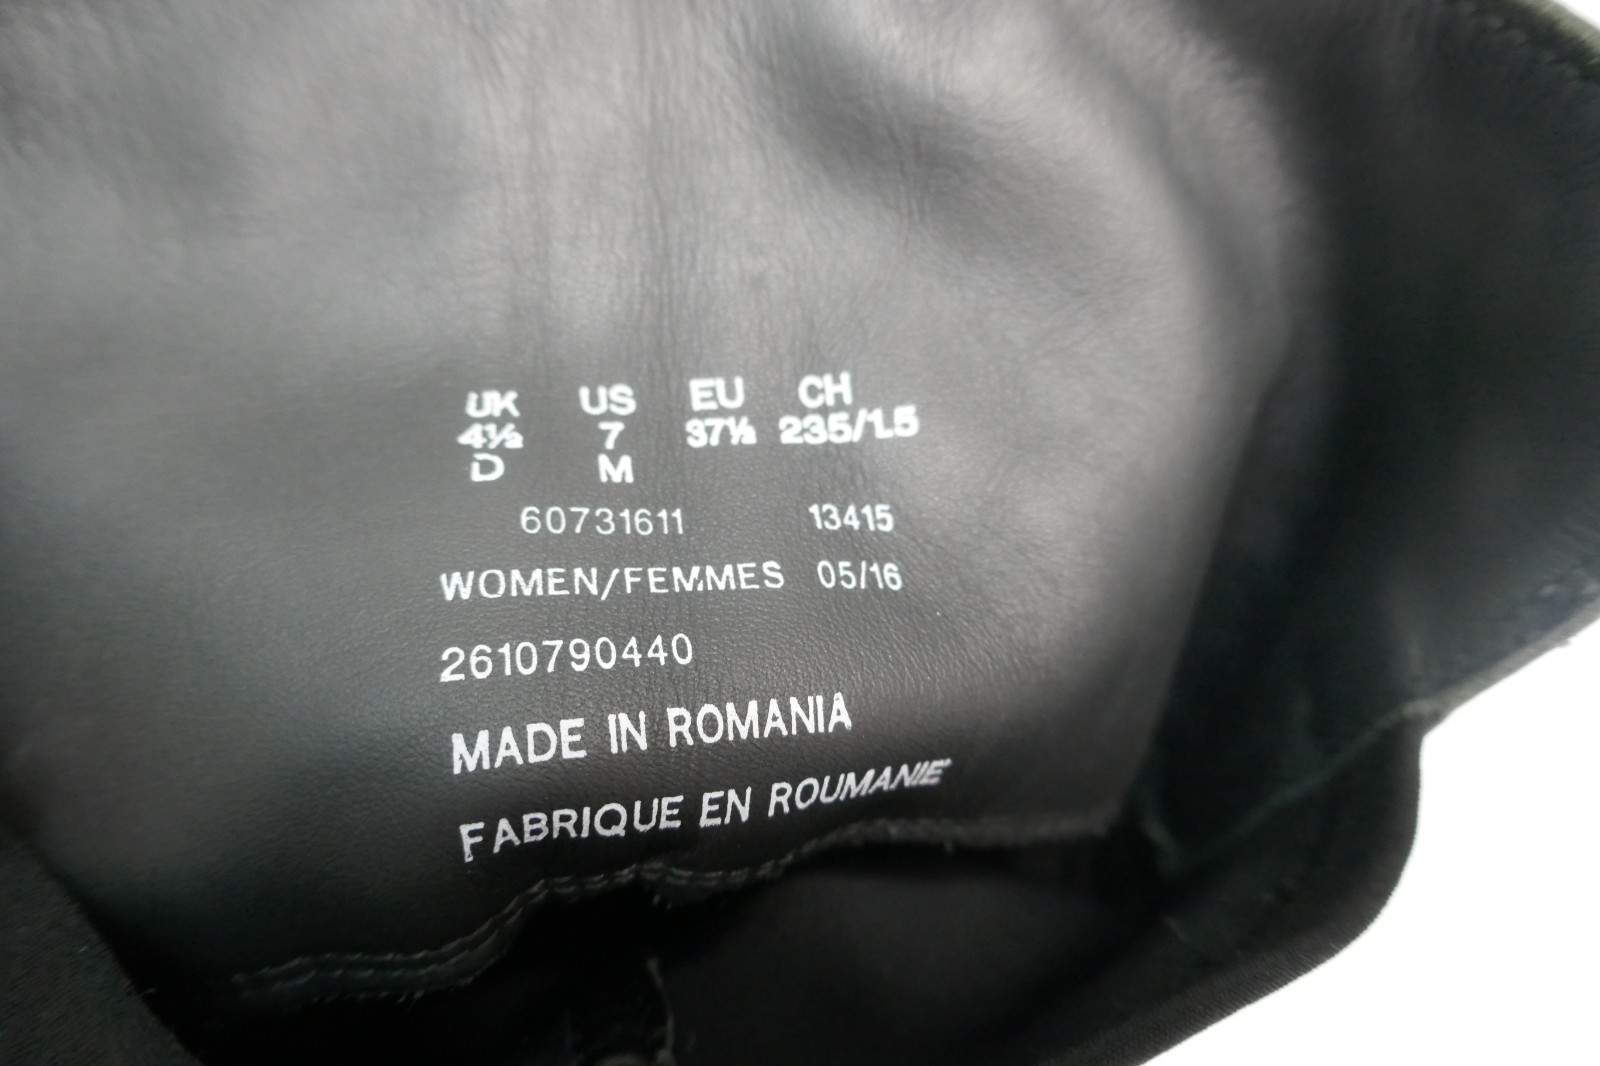 UK US EU CH
4½ 7 37½ 235/1.5
D M
60731611 13415
WOMEN/FEMMES 05/16
2610790440
MADE IN ROMANIA
FABRIQUE EN ROUMANIE